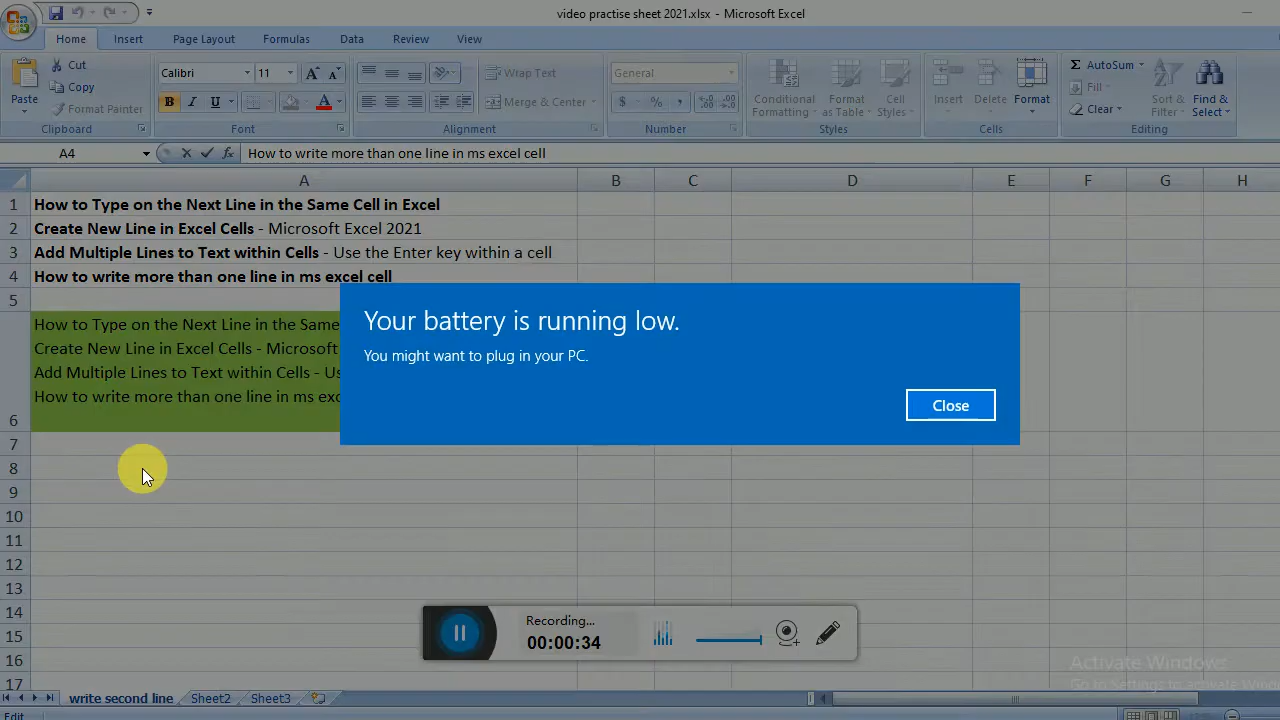 video practise sheet 2021.xlsx - Microsoft Excel
Home Insert Page Layout Formulas Data Review View
Paste
Cut
Copy
Format Painter
Clipboard
Calibri 11 A A
B I U A
Font
Wrap Text
Merge & Center
Alignment
General
$ % ,
Number
Conditional Formatting
Format as Table
Cell Styles
Styles
Insert Delete Format
Cells
Σ AutoSum
Fill
Clear
Sort & Filter
Find & Select
Editing
A4 fx How to write more than one line in ms excel cell
A B C D E F G H
1 How to Type on the Next Line in the Same Cell in Excel
2 Create New Line in Excel Cells - Microsoft Excel 2021
3 Add Multiple Lines to Text within Cells - Use the Enter key within a cell
4 How to write more than one line in ms excel cell
5
How to Type on the Next Line in the Same
Create New Line in Excel Cells - Microsoft
Add Multiple Lines to Text within Cells - Us
How to write more than one line in ms exc
6
Your battery is running low.
You might want to plug in your PC.
Close
7
8
9
10
11
12
13
14
15
16
17
Recording...
00:00:34
Activate Windows
Go to Settings to activate Windows
write second line Sheet2 Sheet3
Edit